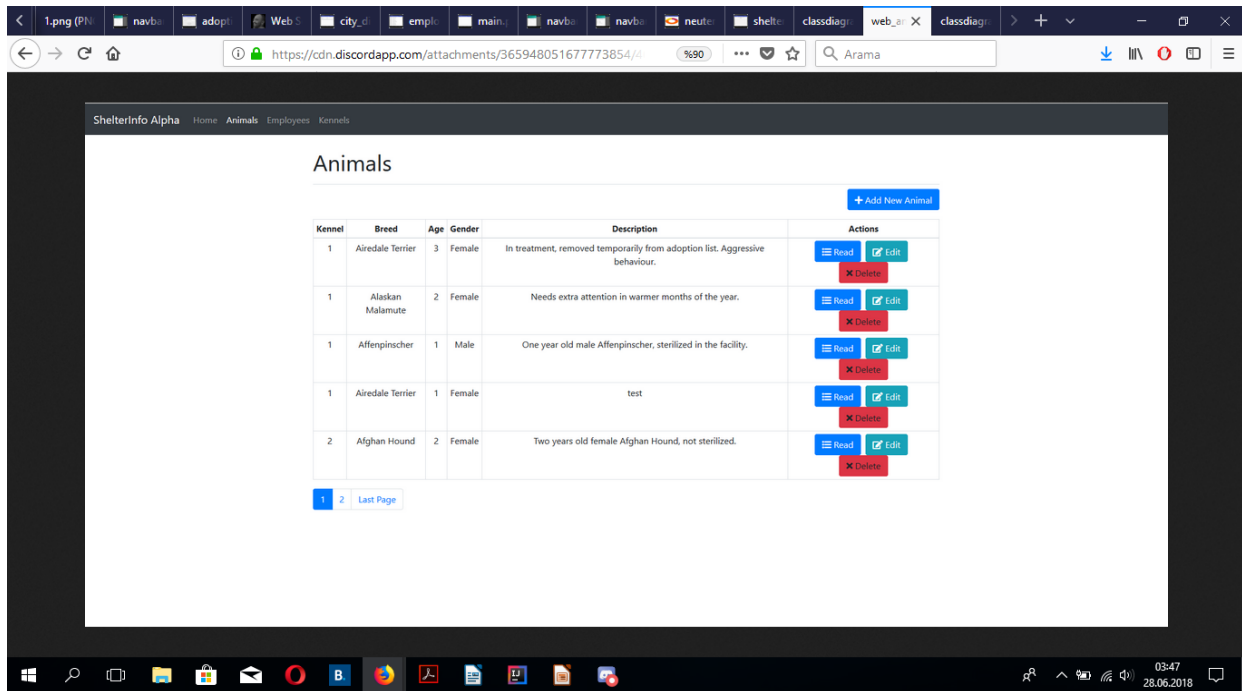 1.png (PN navba adopti Web S city_di emplo main.p navba navba neuter shelte classdiagra web_an classdiagra
https://cdn.discordapp.com/attachments/365948051677773854/4 %90 Arama
ShelterInfo Alpha Home Animals Employees Kennels
Animals
+ Add New Animal
Kennel Breed Age Gender Description Actions
1 Airedale Terrier 3 Female In treatment, removed temporarily from adoption list. Aggressive Read Edit
behaviour.
Delete
1 Alaskan 2 Female Needs extra attention in warmer months of the year. Read Edit
Malamute
Delete
1 Affenpinscher 1 Male One year old male Affenpinscher, sterilized in the facility. Read Edit
Delete
1 Airedale Terrier 1 Female test Read Edit
Delete
2 Afghan Hound 2 Female Two years old female Afghan Hound, not sterilized. Read Edit
Delete
1 2 Last Page
B.
03:47
28.06.2018